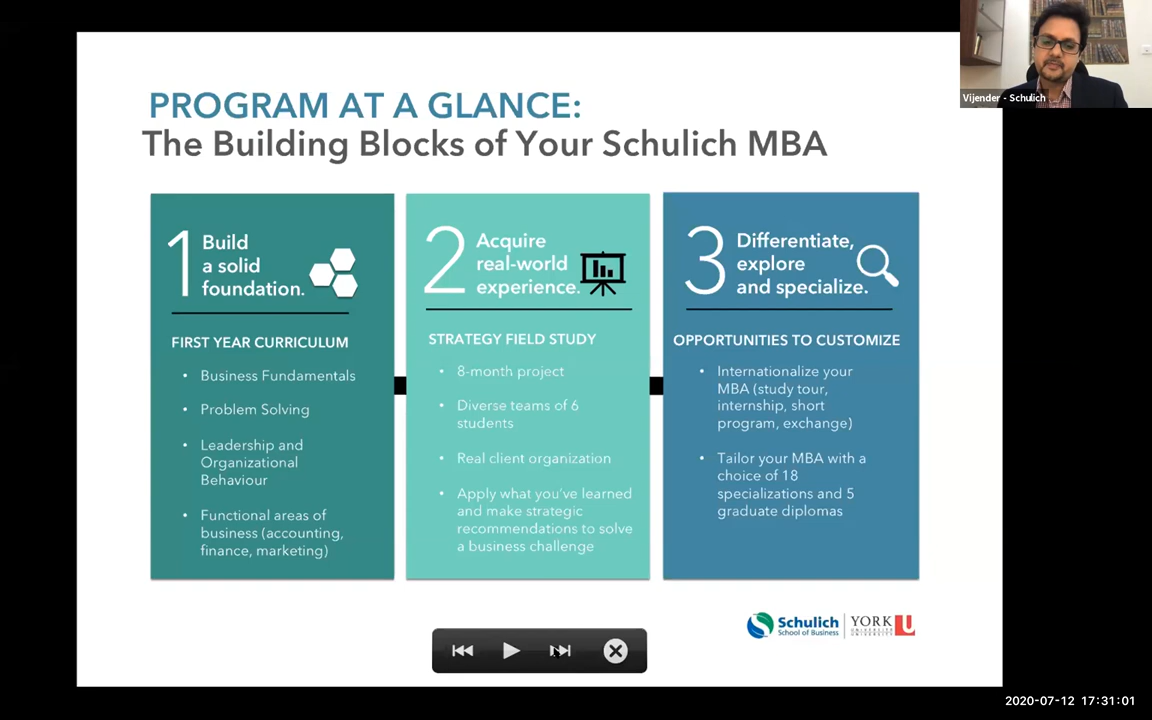 PROGRAM AT A GLANCE:
The Building Blocks of Your Schulich MBA
Vijender - Schulich
1 Build
a solid
foundation.
FIRST YEAR CURRICULUM
• Business Fundamentals
• Problem Solving
• Leadership and
Organizational
Behaviour
• Functional areas of
business (accounting,
finance, marketing)
2 Acquire
real-world
experience.
STRATEGY FIELD STUDY
• 8-month project
• Diverse teams of 6
students
• Real client organization
• Apply what you've learned
and make strategic
recommendations to solve
a business challenge
3 Differentiate,
explore
and specialize.
OPPORTUNITIES TO CUSTOMIZE
• Internationalize your
MBA (study tour,
internship, short
program, exchange)
• Tailor your MBA with a
choice of 18
specializations and 5
graduate diplomas
Schulich
School of Business
YORK U
UNIVERSITÉ
UNIVERSITY
2020-07-12 17:31:01